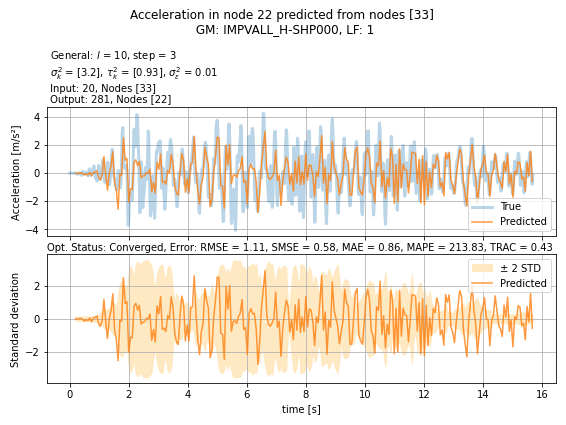 Acceleration in node 22 predicted from nodes [33]
GM: IMPVALL_H-SHP000, LF: 1
General: l = 10, step = 3
σ²ₖ = [3.2], τ²ₖ = [0.93], σ²ε = 0.01
Input: 20, Nodes [33]
Output: 281, Nodes [22]
Acceleration [m/s²]
4
2
0
−2
−4
True
Predicted
Opt. Status: Converged, Error: RMSE = 1.11, SMSE = 0.58, MAE = 0.86, MAPE = 213.83, TRAC = 0.43
Standard deviation
2
0
−2
± 2 STD
Predicted
0 2 4 6 8 10 12 14 16
time [s]